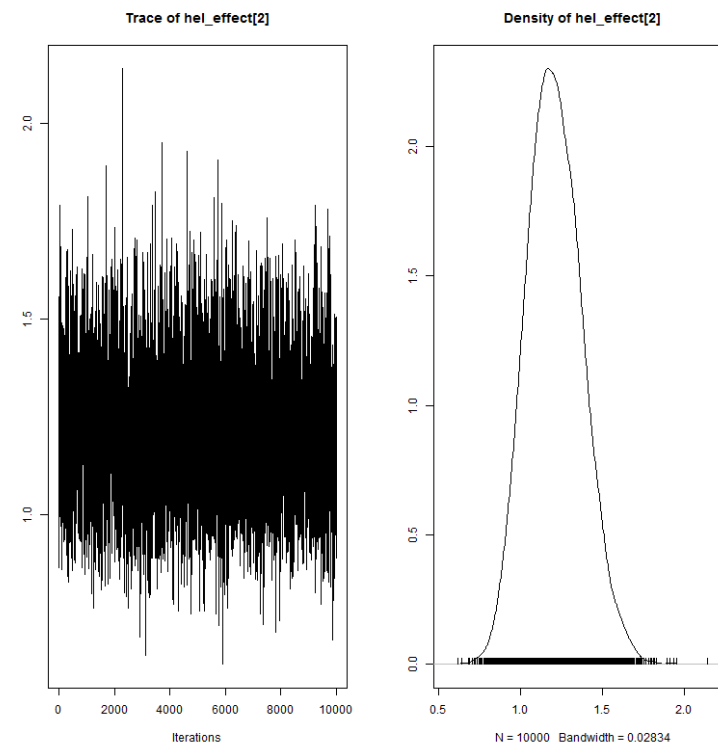 Trace of hel_effect[2]
2.0
1.5
1.0
0 2000 4000 6000 8000 10000
Iterations
Density of hel_effect[2]
2.0
1.5
1.0
0.5
0.0
0.5 1.0 1.5 2.0
N = 10000 Bandwidth = 0.02834